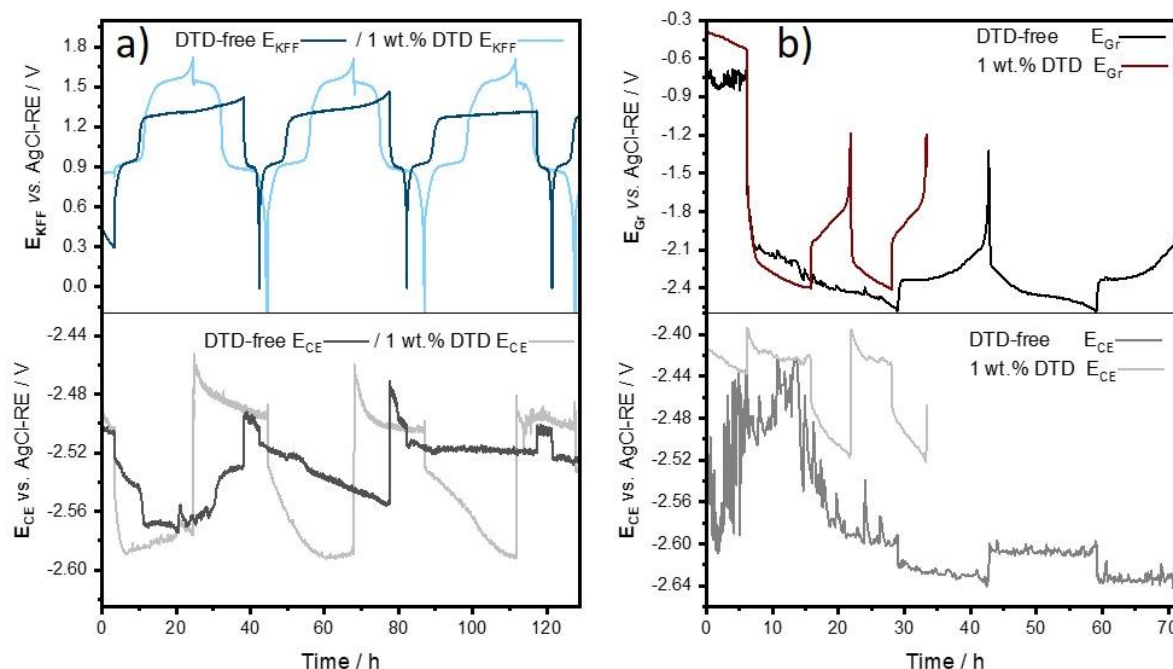 a)
DTD-free E_KFF / 1 wt.% DTD E_KFF
1.8
1.5
1.2
0.9
0.6
0.3
0.0
E_KFF vs. AgCl-RE / V
DTD-free E_CE / 1 wt.% DTD E_CE
-2.44
-2.48
-2.52
-2.56
-2.60
E_CE vs. AgCl-RE / V
0 20 40 60 80 100 120
Time / h
b)
DTD-free E_Gr
1 wt.% DTD E_Gr
-0.3
-0.6
-0.9
-1.2
-1.5
-1.8
-2.1
-2.4
E_Gr vs. AgCl-RE / V
DTD-free E_CE
1 wt.% DTD E_CE
-2.40
-2.44
-2.48
-2.52
-2.56
-2.60
-2.64
E_CE vs. AgCl-RE / V
0 10 20 30 40 50 60 70
Time / h